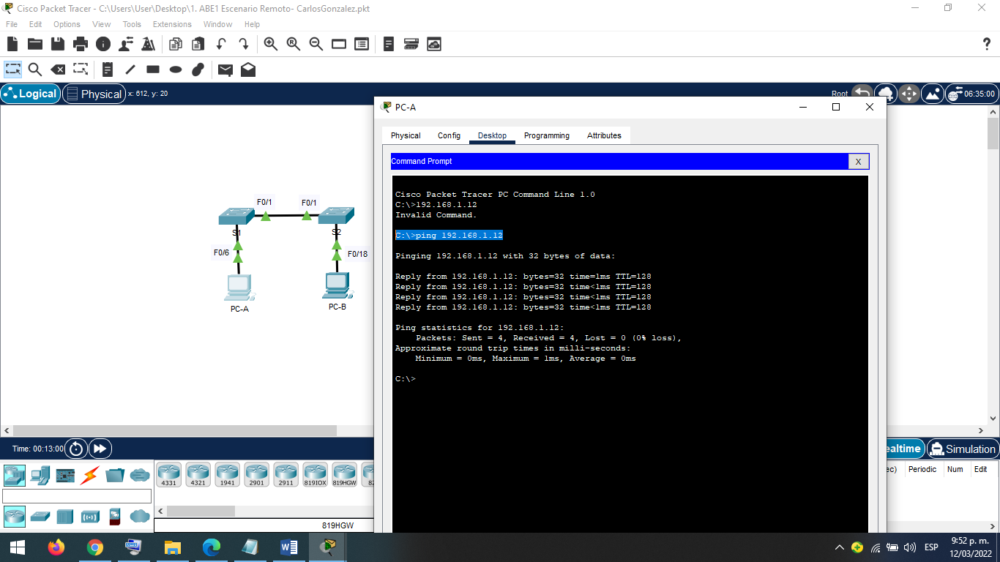 Cisco Packet Tracer - C:\Users\User\Desktop\1. ABE1 Escenario Remoto- CarlosGonzalez.pkt
File Edit Options View Tools Extensions Window Help
?
Logical Physical x: 612, y: 20
Root 06:35:00
PC-A
Physical Config Desktop Programming Attributes
Command Prompt X
Cisco Packet Tracer PC Command Line 1.0
C:\>192.168.1.12
Invalid Command.
C:\>ping 192.168.1.12
Pinging 192.168.1.12 with 32 bytes of data:
Reply from 192.168.1.12: bytes=32 time=1ms TTL=128
Reply from 192.168.1.12: bytes=32 time<1ms TTL=128
Reply from 192.168.1.12: bytes=32 time<1ms TTL=128
Reply from 192.168.1.12: bytes=32 time<1ms TTL=128
Ping statistics for 192.168.1.12:
Packets: Sent = 4, Received = 4, Lost = 0 (0% loss),
Approximate round trip times in milli-seconds:
Minimum = 0ms, Maximum = 1ms, Average = 0ms
C:\>
F0/1 F0/1
S1 S2
F0/6 F0/18
PC-A PC-B
Time: 00:13:00
ealtime Simulation
ec) Periodic Num Edit
4331 4321 1941 2901 2911 819IOX 819HGW 82
819HGW
ESP
9:52 p. m.
12/03/2022